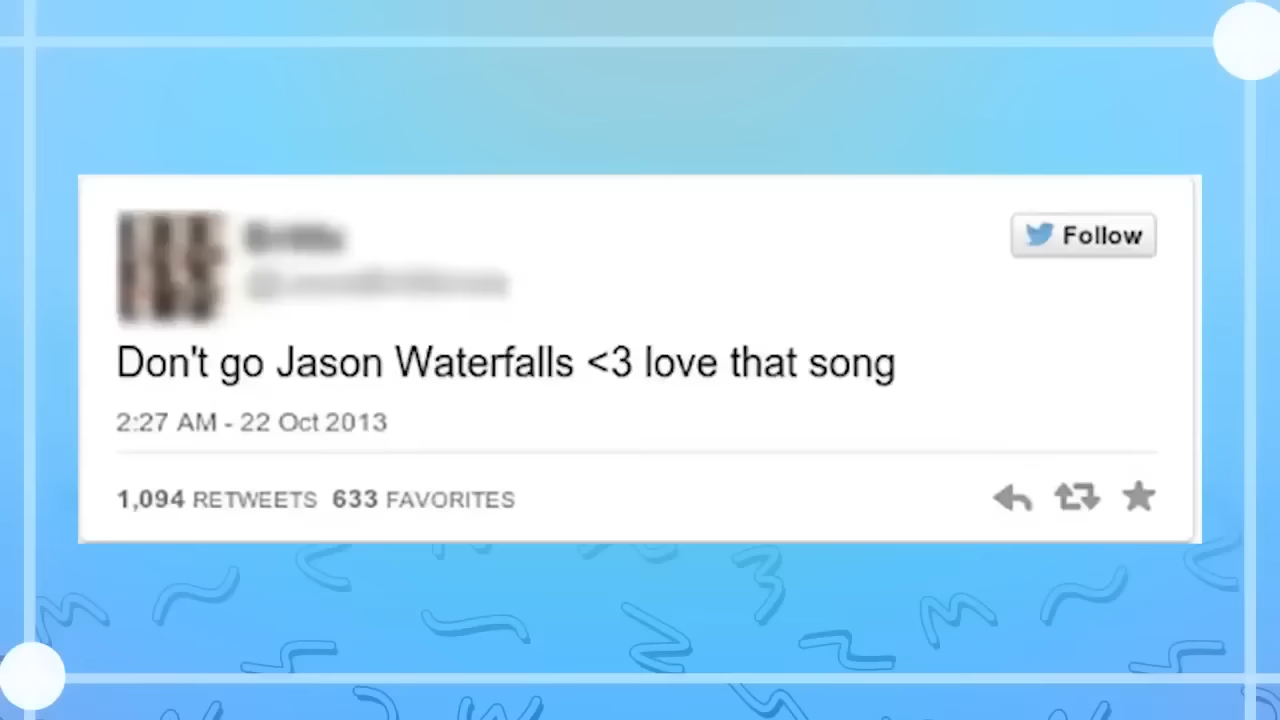 Follow
Don't go Jason Waterfalls <3 love that song
2:27 AM - 22 Oct 2013
1,094 RETWEETS 633 FAVORITES